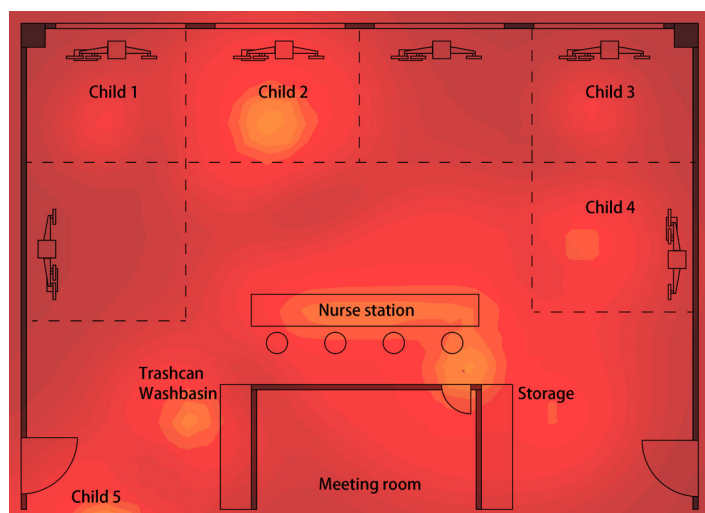 Child 1
Child 2
Child 3
Child 4
Nurse station
Trashcan
Washbasin
Storage
Meeting room
Child 5